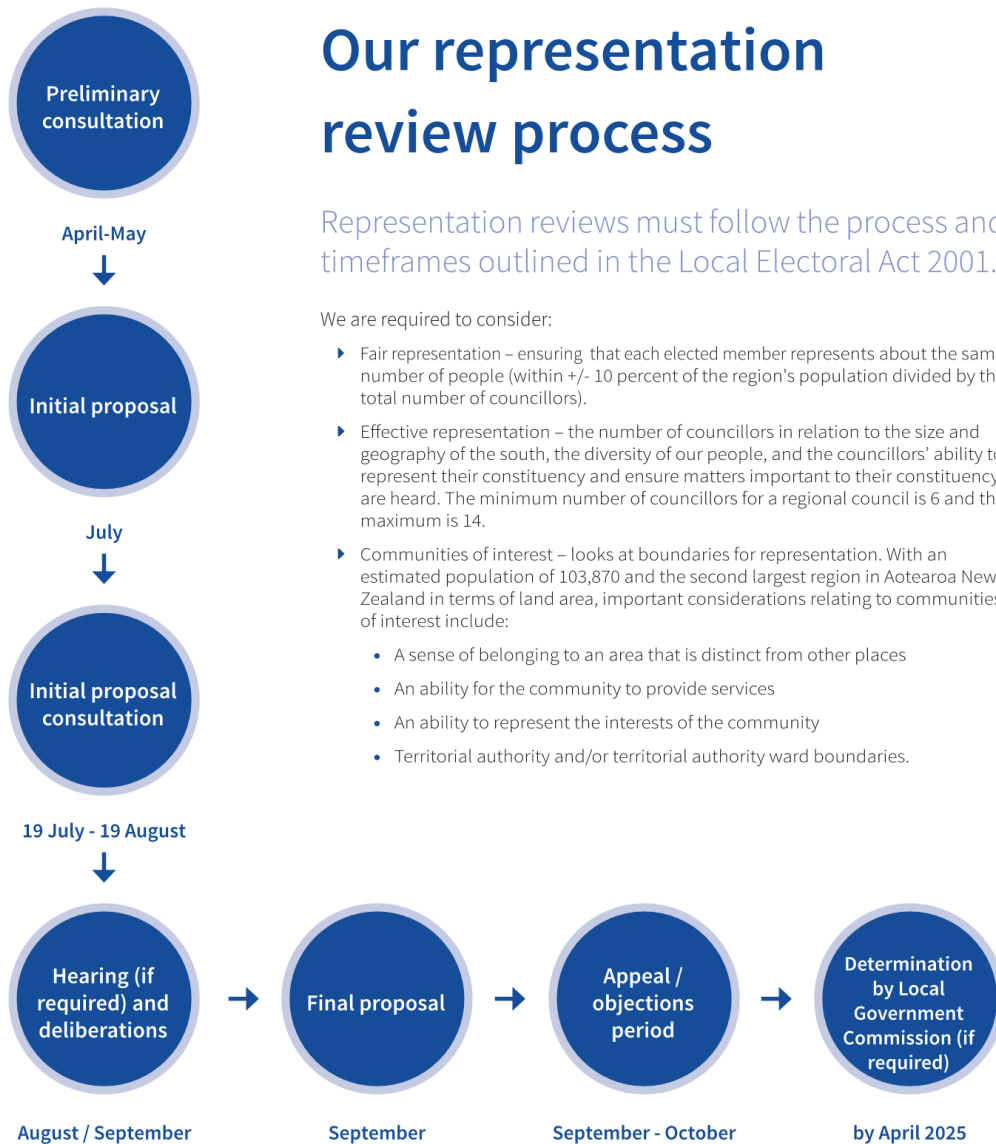 Our representation
review process
Representation reviews must follow the process and
timeframes outlined in the Local Electoral Act 2001.
We are required to consider:
Fair representation – ensuring that each elected member represents about the sam
number of people (within +/- 10 percent of the region's population divided by th
total number of councillors).
Effective representation – the number of councillors in relation to the size and
geography of the south, the diversity of our people, and the councillors’ ability to
represent their constituency and ensure matters important to their constituency
are heard. The minimum number of councillors for a regional council is 6 and th
maximum is 14.
Communities of interest – looks at boundaries for representation. With an
estimated population of 103,870 and the second largest region in Aotearoa New
Zealand in terms of land area, important considerations relating to communities
of interest include:
• A sense of belonging to an area that is distinct from other places
• An ability for the community to provide services
• An ability to represent the interests of the community
• Territorial authority and/or territorial authority ward boundaries.
Preliminary
consultation
April-May
Initial proposal
July
Initial proposal
consultation
19 July - 19 August
Hearing (if
required) and
deliberations
August / September
Final proposal
September
Appeal /
objections
period
September - October
Determination
by Local
Government
Commission (if
required)
by April 2025